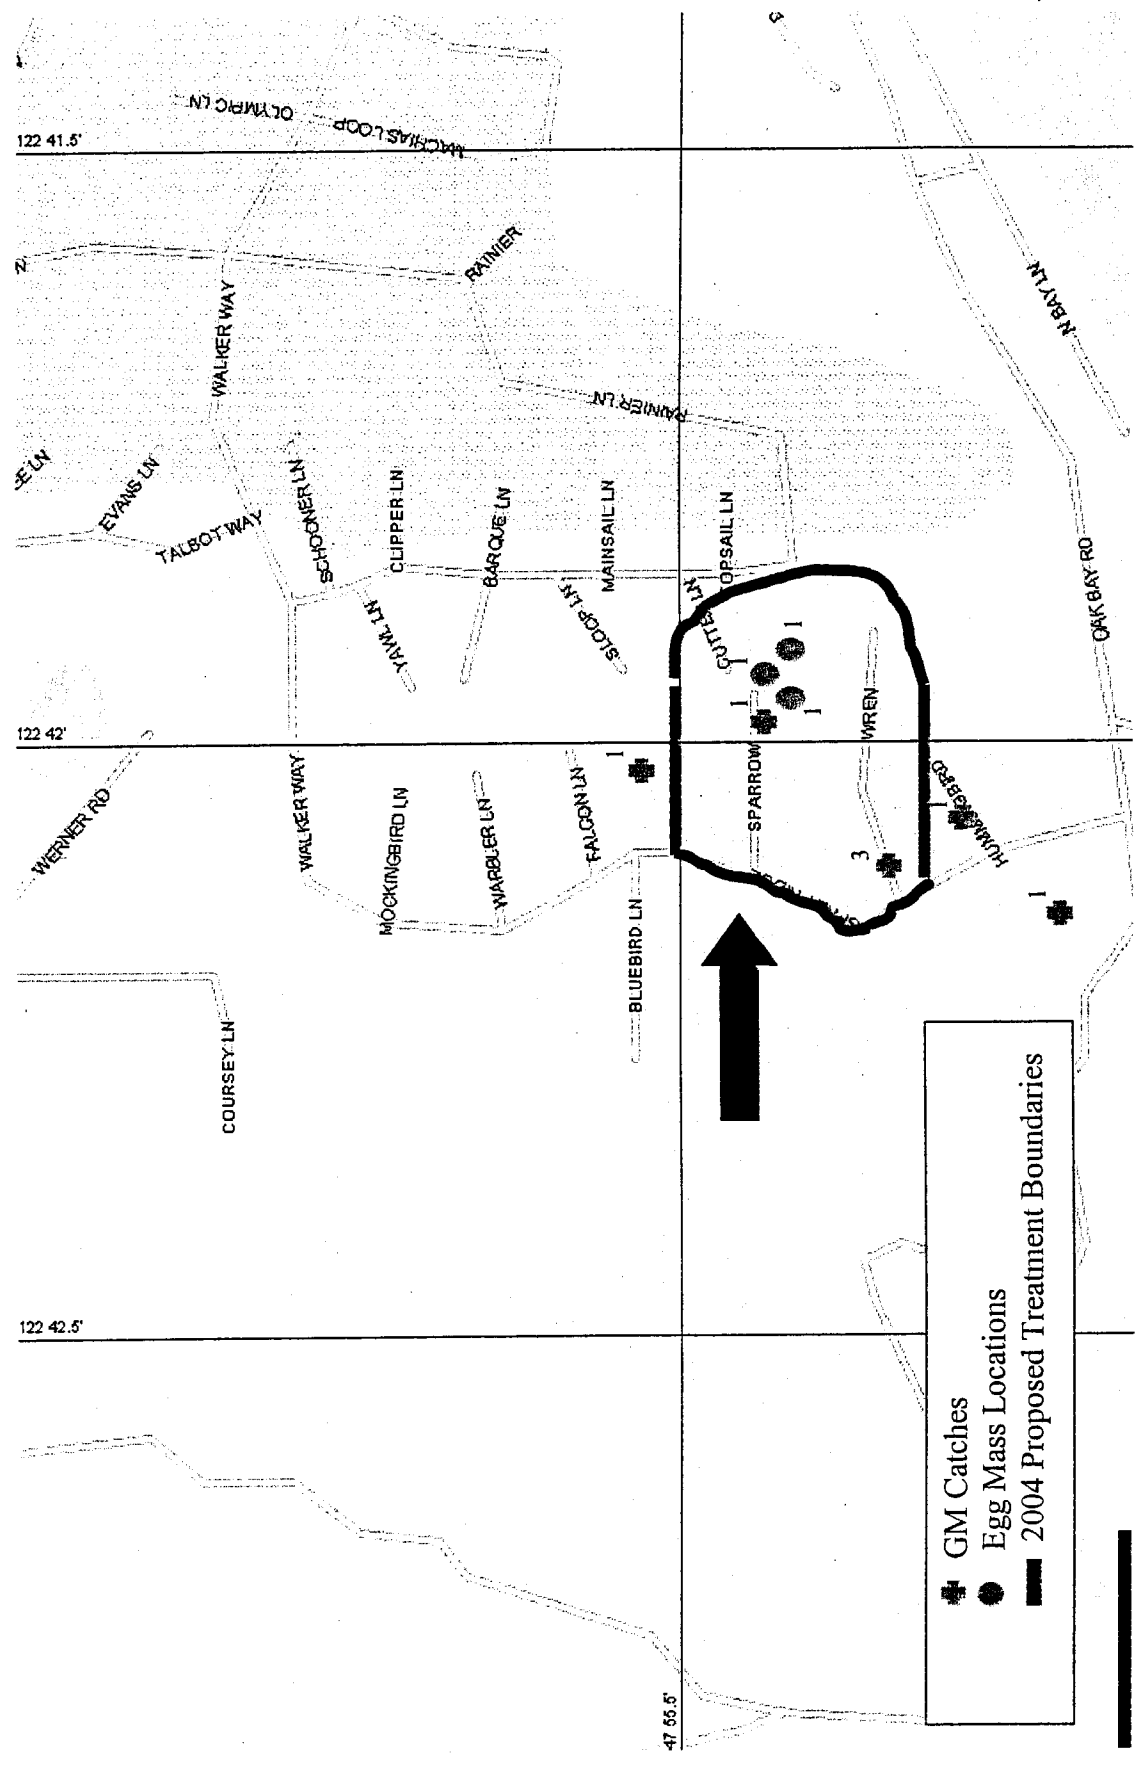 122 41.5'
OLYMPIC LN
MACHIAS LOOP
RAINIER
WALKER WAY
N BAY LN
RAINIER LN
EVANS LN
TALBOT WAY
SCHOONER LN
CLIPPER LN
BARQUE LN
MAINSAIL LN
OPSAIL LN
YAWL LN
SLOOP LN
CUTTER LN
OAK BAY RD
1
1
1
1
122 42'
WREN
SPARROW
1
WERNER RD
WALKER WAY
MOCKINGBIRD LN
WARBLER LN
FALCON LN
HUMMINGBIRD
1
3
1
BLUEBIRD LN
COURSEY LN
122 42.5'
47 55.5'
GM Catches
Egg Mass Locations
2004 Proposed Treatment Boundaries